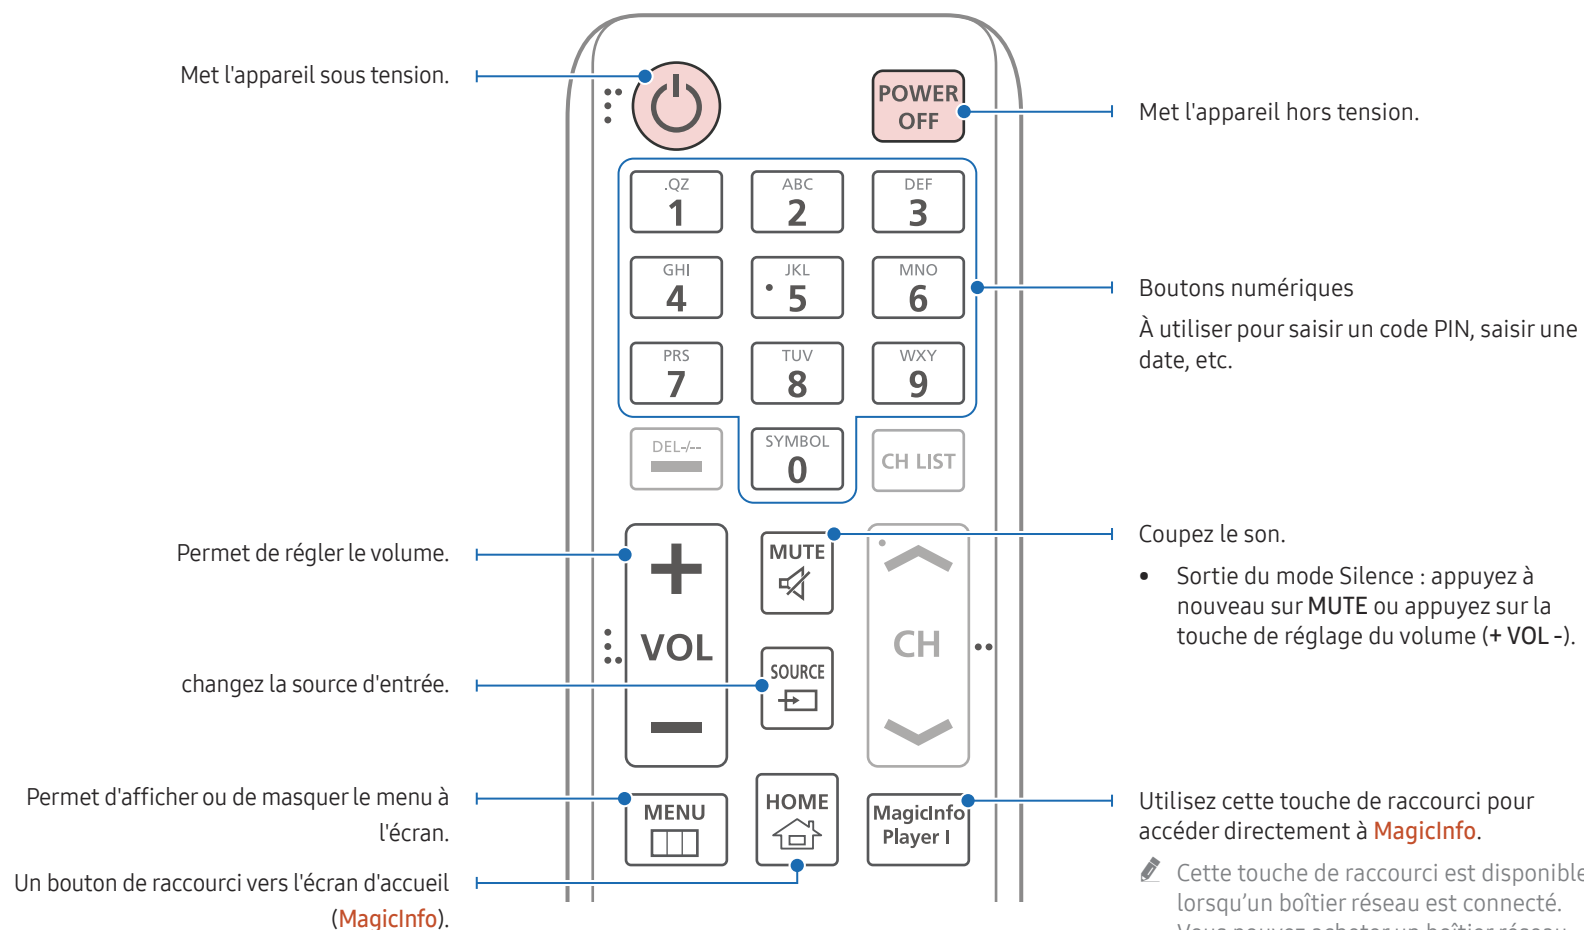 Met l'appareil sous tension.
POWER
OFF
Met l'appareil hors tension.
.QZ
1
ABC
2
DEF
3
GHI
4
JKL
5
MNO
6
PRS
7
TUV
8
WXY
9
DEL-/--
SYMBOL
0
CH LIST
Boutons numériques
À utiliser pour saisir un code PIN, saisir une
date, etc.
Permet de régler le volume.
VOL
MUTE
CH
Coupez le son.
• Sortie du mode Silence : appuyez à
nouveau sur MUTE ou appuyez sur la
touche de réglage du volume (+ VOL -).
changez la source d'entrée.
SOURCE
Permet d'afficher ou de masquer le menu à
l'écran.
MENU
HOME
MagicInfo
Player I
Utilisez cette touche de raccourci pour
accéder directement à MagicInfo.
Un bouton de raccourci vers l'écran d'accueil
(MagicInfo).
Cette touche de raccourci est disponible
lorsqu'un boîtier réseau est connecté.
Vous pouvez acheter un boîtier réseau